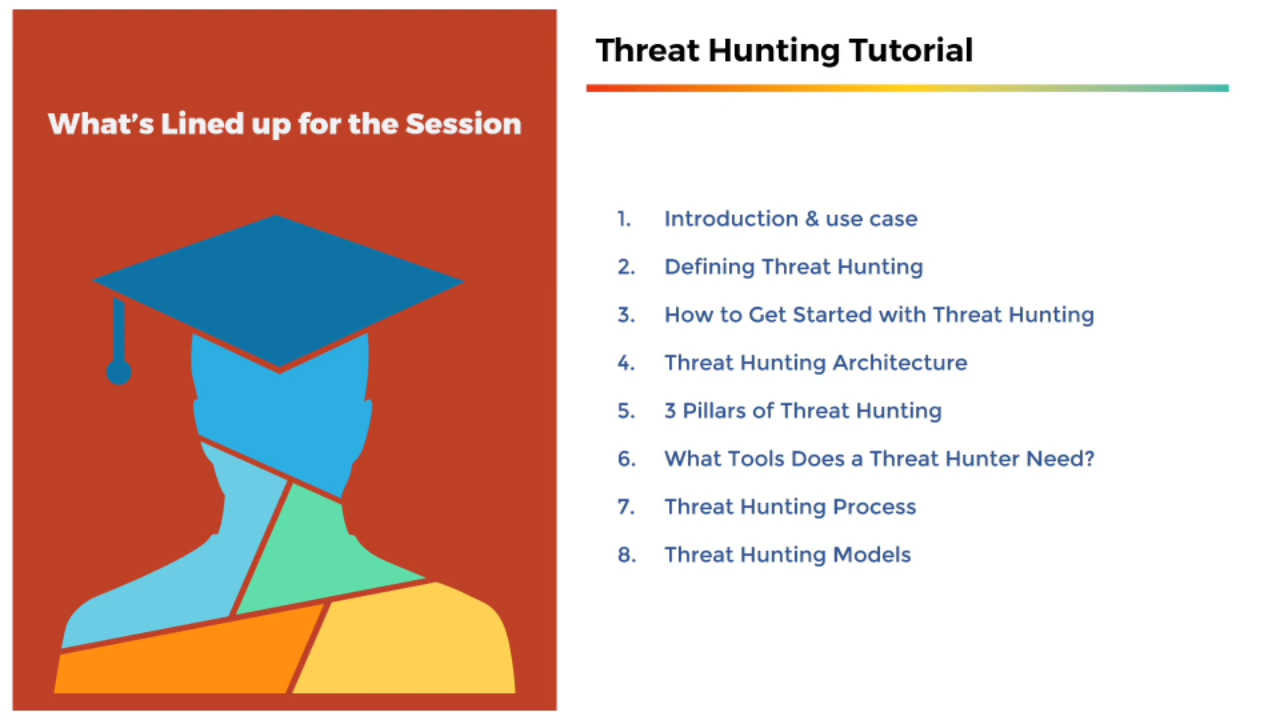 What's Lined up for the Session
Threat Hunting Tutorial
1. Introduction & use case
2. Defining Threat Hunting
3. How to Get Started with Threat Hunting
4. Threat Hunting Architecture
5. 3 Pillars of Threat Hunting
6. What Tools Does a Threat Hunter Need?
7. Threat Hunting Process
8. Threat Hunting Models